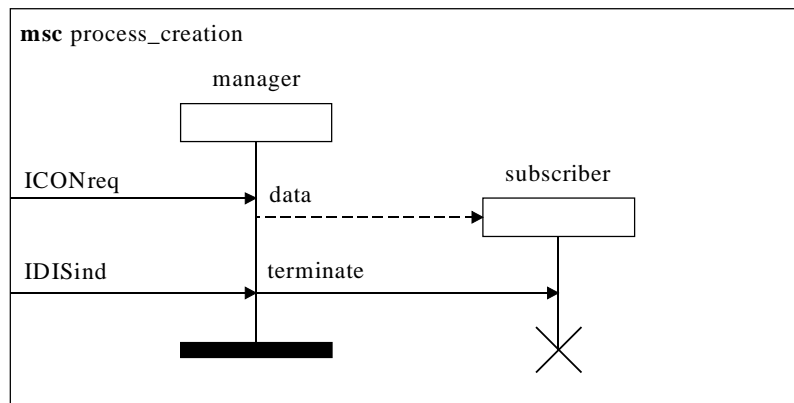 msc process_creation
manager
ICONreq
data
subscriber
IDISind
terminate